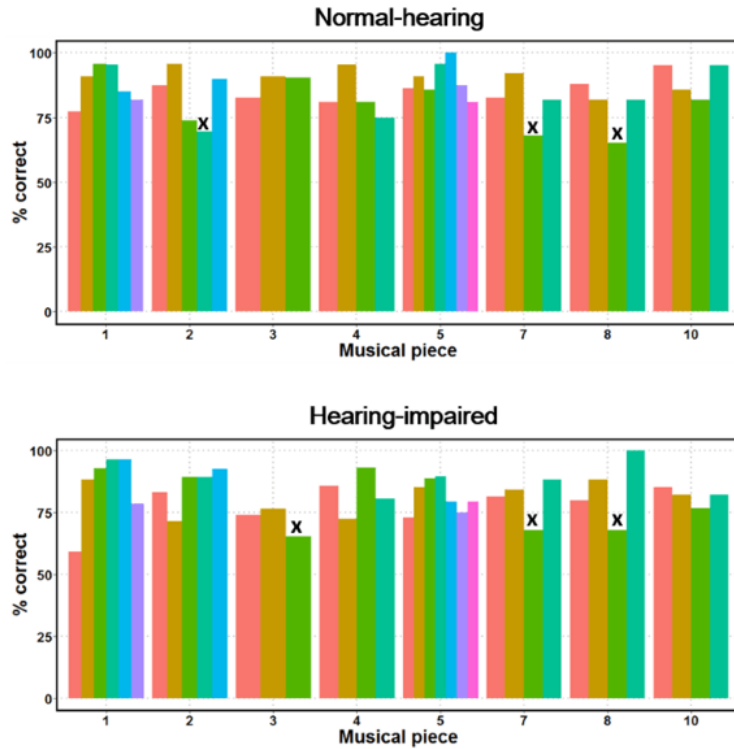 Normal-hearing
100
75
50
25
0
% correct
X
X
X
1 2 3 4 5 7 8 10
Musical piece
Hearing-impaired
100
75
50
25
0
% correct
X
X
X
1 2 3 4 5 7 8 10
Musical piece